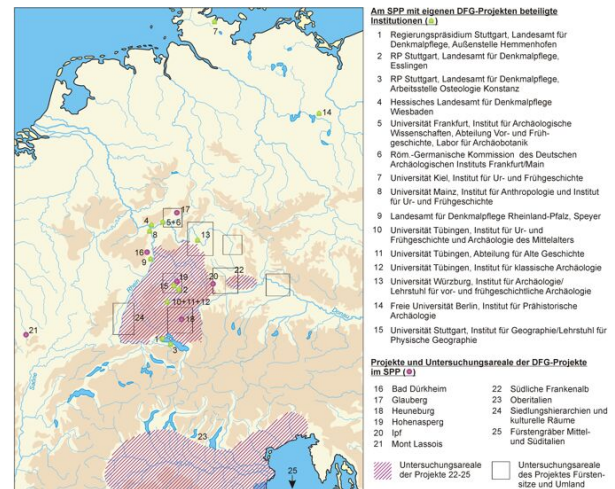 7
14
17
4
5+6
8
13
16
9
19
20
22
15
2
10+11+12
24
18
21
1
3
Saône
23
25
Am SPP mit eigenen DFG-Projekten beteiligte
Institutionen ( )
1 Regierungspräsidium Stuttgart, Landesamt für
Denkmalpflege, Außenstelle Hemmenhofen
2 RP Stuttgart, Landesamt für Denkmalpflege,
Esslingen
3 RP Stuttgart, Landesamt für Denkmalpflege,
Arbeitsstelle Osteologie Konstanz
4 Hessisches Landesamt für Denkmalpflege
Wiesbaden
5 Universität Frankfurt, Institut für Archäologische
Wissenschaften, Abteilung Vor- und Früh-
geschichte, Labor für Archäobotanik
6 Röm.-Germanische Kommission des Deutschen
Archäologischen Instituts Frankfurt/Main
7 Universität Kiel, Institut für Ur- und Frühgeschichte
8 Universität Mainz, Institut für Anthropologie und Institut
für Ur- und Frühgeschichte
9 Landesamt für Denkmalpflege Rheinland-Pfalz, Speyer
10 Universität Tübingen, Institut für Ur- und
Frühgeschichte und Archäologie des Mittelalters
11 Universität Tübingen, Abteilung für Alte Geschichte
12 Universität Tübingen, Institut für klassische Archäologie
13 Universität Würzburg, Institut für Archäologie/
Lehrstuhl für vor- und frühgeschichtliche Archäologie
14 Freie Universität Berlin, Institut für Prähistorische
Archäologie
15 Universität Stuttgart, Institut für Geographie/Lehrstuhl für
Physische Geographie
Projekte und Untersuchungsareale der DFG-Projekte
im SPP ( )
16 Bad Dürkheim
17 Glauberg
18 Heuneburg
19 Hohenasperg
20 Ipf
21 Mont Lassois
22 Südliche Frankenalb
23 Oberitalien
24 Siedlungshierarchien und
kulturelle Räume
25 Fürstengräber Mittel-
und Süditalien
Untersuchungsareale
der Projekte 22-25
Untersuchungsareale
des Projektes Fürsten-
sitze und Umland